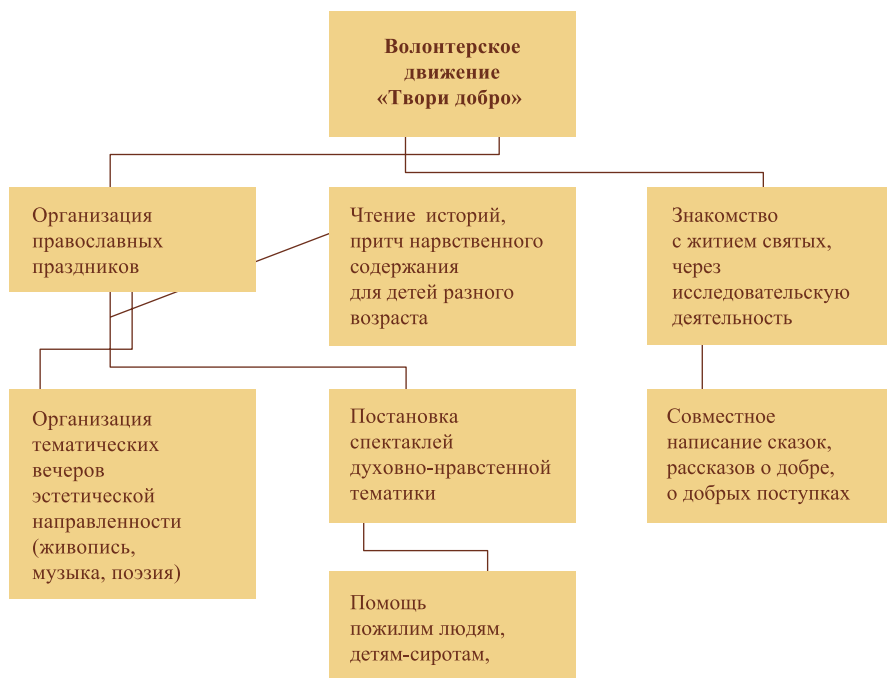 Волонтерское
движение
«Твори добро»
Организация
православных
праздников
Чтение историй,
притч нарвственного
содержания
для детей разного
возраста
Знакомство
с житием святых,
через
исследовательскую
деятельность
Организация
тематических
вечеров
эстетической
направленности
(живопись,
музыка, поэзия)
Постановка
спектаклей
духовно-нравстенной
тематики
Совместное
написание сказок,
рассказов о добре,
о добрых поступках
Помощь
пожилим людям,
детям-сиротам,